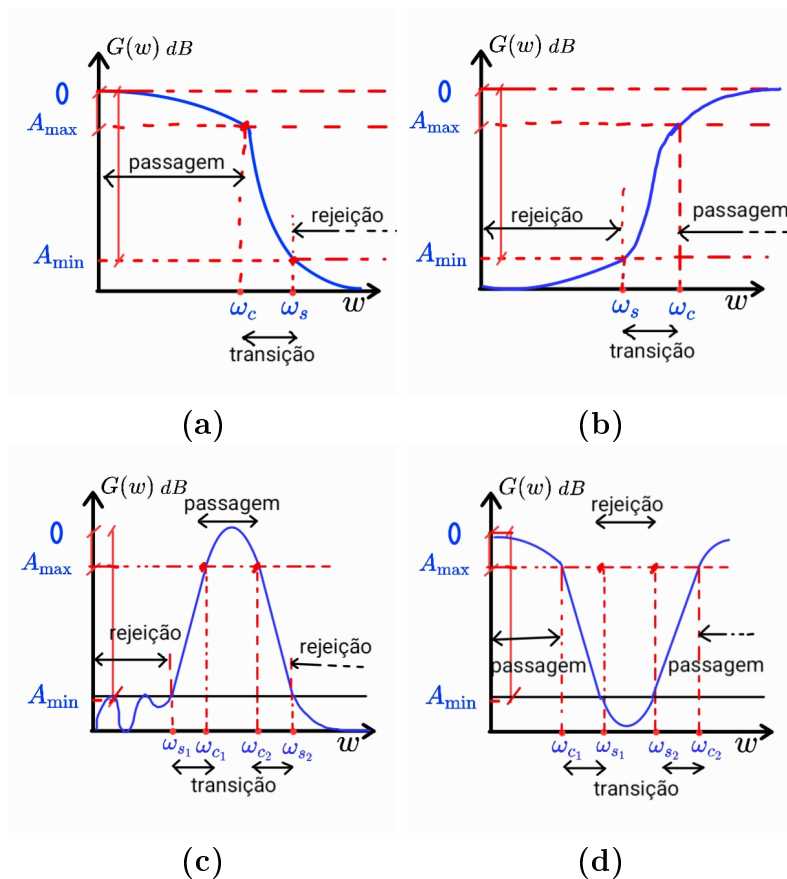 G(w) dB
0
A_max
passagem
rejeição
A_min
ω_c ω_s w
transição
(a)
G(w) dB
0
A_max
rejeição passagem
A_min
ω_s ω_c w
transição
(b)
G(w) dB
passagem
0
A_max
rejeição rejeição
A_min
ω_s₁ ω_c₁ ω_c₂ ω_s₂ w
transição
(c)
G(w) dB
rejeição
0
A_max
passagem passagem
A_min
ω_c₁ ω_s₁ ω_s₂ ω_c₂ w
transição
(d)